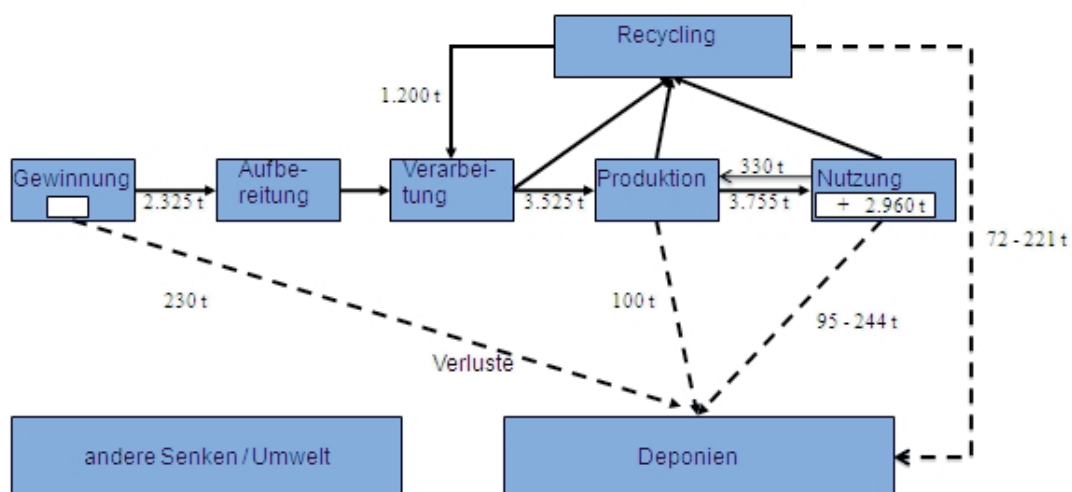 Recycling
1.200 t
Gewinnung
Aufbe-
reitung
Verarbei-
tung
Produktion
330 t
Nutzung
2.325 t
3.525 t
3.755 t
+ 2.960 t
72 - 221 t
230 t
100 t
95 - 244 t
Verluste
andere Senken / Umwelt
Deponien